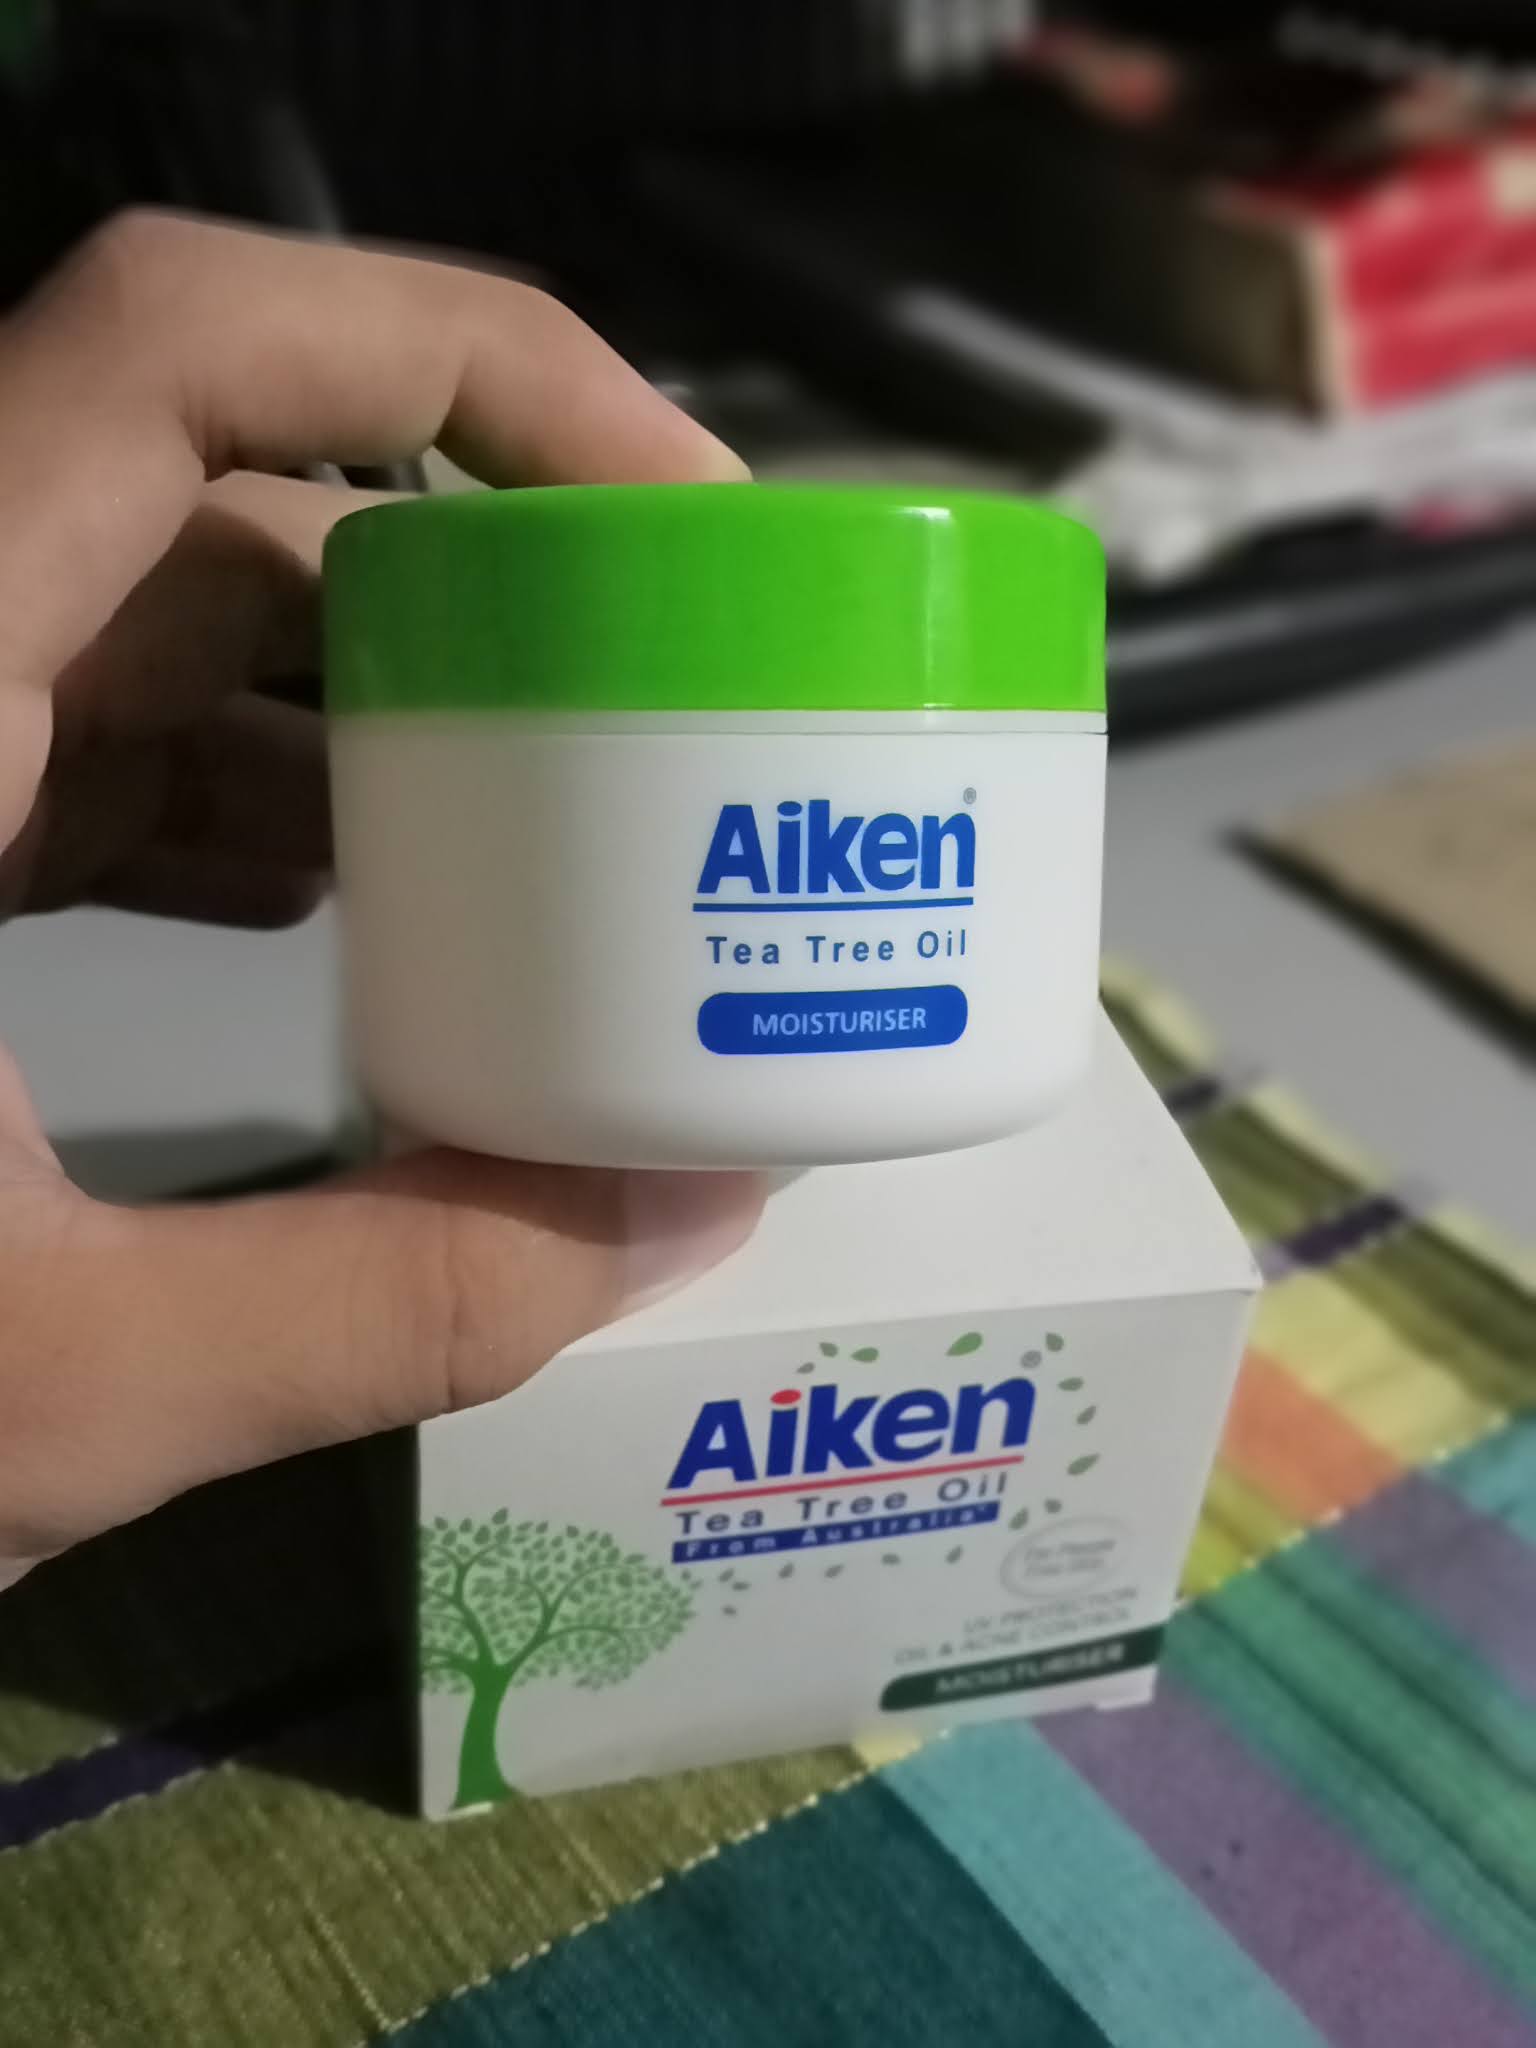 Aiken®
Tea Tree Oil
MOISTURISER
Aiken®
Tea Tree Oil
From Australia
UV PROTECTION
OIL & ACNE CONTROL
MOISTURISER